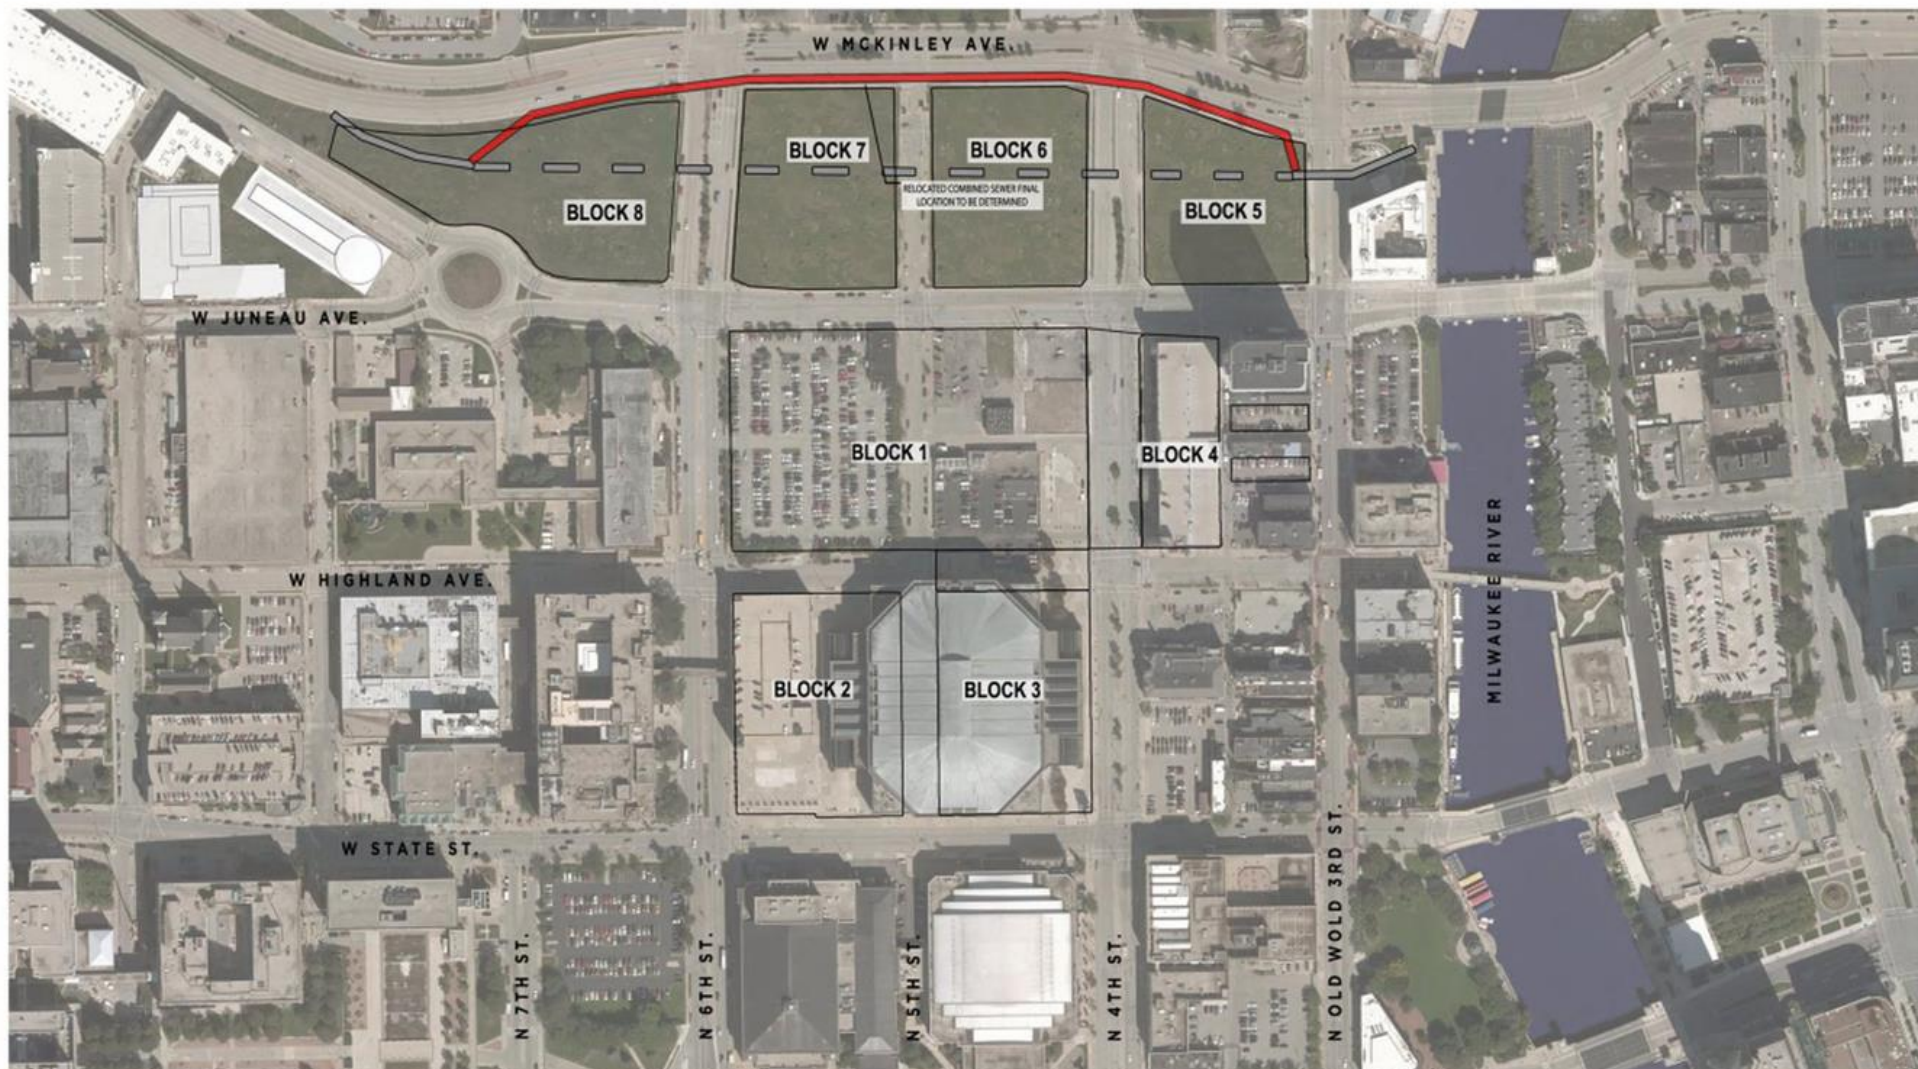 W MCKINLEY AVE.
BLOCK 7
BLOCK 6
RELOCATED COMBINED SEWER FINAL
LOCATION TO BE DETERMINED
BLOCK 8
BLOCK 5
W JUNEAU AVE.
BLOCK 1
BLOCK 4
W HIGHLAND AVE.
MILWAUKEE RIVER
BLOCK 2
BLOCK 3
W STATE ST.
N 7TH ST.
N 6TH ST.
N 5TH ST.
N 4TH ST.
N OLD WOLD 3RD ST.